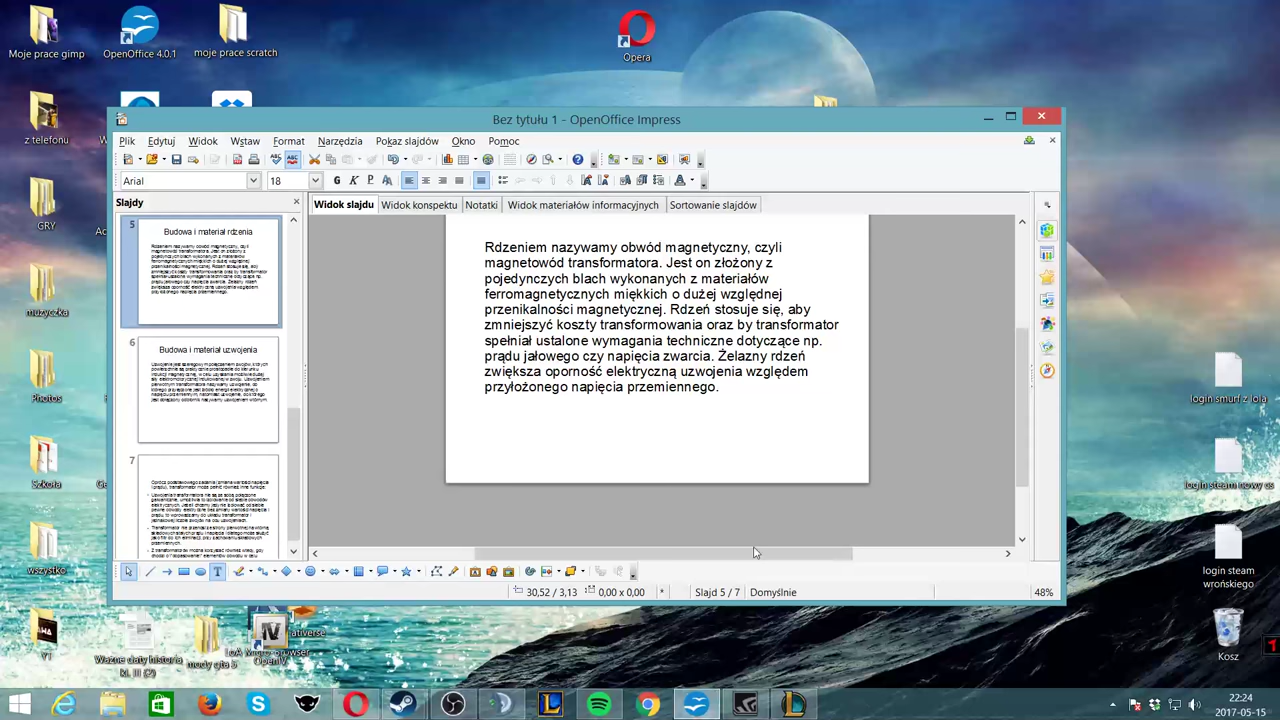 Moje prace gimp
OpenOffice 4.0.1
moje prace scratch
Opera
z telefonu
Bez tytułu 1 - OpenOffice Impress
Plik Edytuj Widok Wstaw Format Narzędzia Pokaz slajdów Okno Pomoc
Arial 18 G K P A
Slajdy
Widok slajdu Widok konspektu Notatki Widok materiałów informacyjnych Sortowanie slajdów
GRY
muzyczka
Photos
Szkoła
wszystko
YT
5
Budowa i materiał rdzenia
6
Budowa i materiał uzwojenia
7
Rdzeniem nazywamy obwód magnetyczny, czyli
magnetowód transformatora. Jest on złożony z
pojedynczych blach wykonanych z materiałów
ferromagnetycznych miękkich o dużej względnej
przenikalności magnetycznej. Rdzeń stosuje się, aby
zmniejszyć koszty transformowania oraz by transformator
spełniał ustalone wymagania techniczne dotyczące np.
prądu jałowego czy napięcia zwarcia. Żelazny rdzeń
zwiększa oporność elektryczną uzwojenia względem
przyłożonego napięcia przemiennego.
30,52 / 3,13 0,00 x 0,00 * Slajd 5 / 7 Domyślnie 48%
login smurf z lola
login steam nowy cs
login steam
wrońskiego
Kosz
Ważne daty historia
kl. III (2)
mody gta 5
OpenIV
22:24
2017-05-15